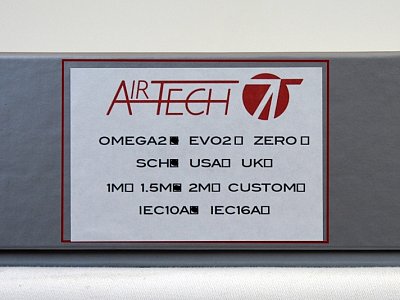 AIRTECH
OMEGA2■ EVO2□ ZERO□
SCH■ USA□ UK□
1M□ 1.5M■ 2M□ CUSTOM□
IEC10A■ IEC16A□